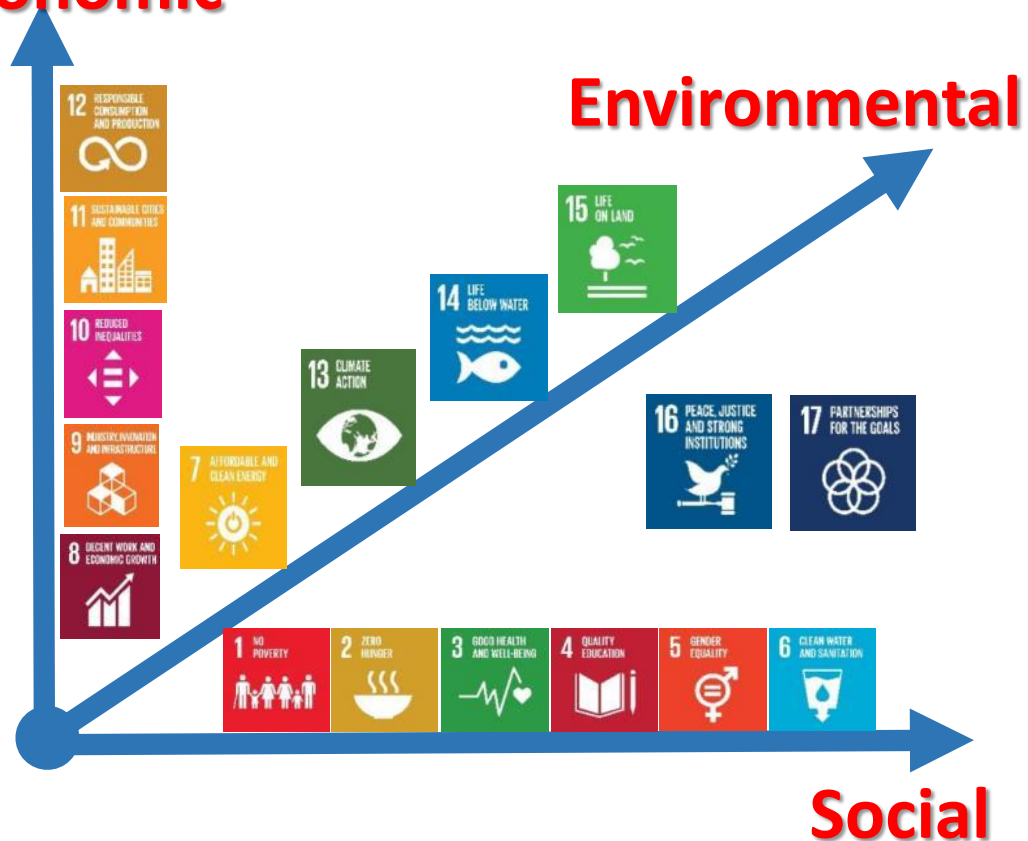 onomic
Environmental
12 RESPONSIBLE
CONSUMPTION
AND PRODUCTION
11 SUSTAINABLE CITIES
AND COMMUNITIES
10 REDUCED
INEQUALITIES
9 INDUSTRY, INNOVATION
AND INFRASTRUCTURE
8 DECENT WORK AND
ECONOMIC GROWTH
7 AFFORDABLE AND
CLEAN ENERGY
13 CLIMATE
ACTION
14 LIFE
BELOW WATER
15 LIFE
ON LAND
16 PEACE, JUSTICE
AND STRONG
INSTITUTIONS
17 PARTNERSHIPS
FOR THE GOALS
1 NO
POVERTY
2 ZERO
HUNGER
3 GOOD HEALTH
AND WELL-BEING
4 QUALITY
EDUCATION
5 GENDER
EQUALITY
6 CLEAN WATER
AND SANITATION
Social